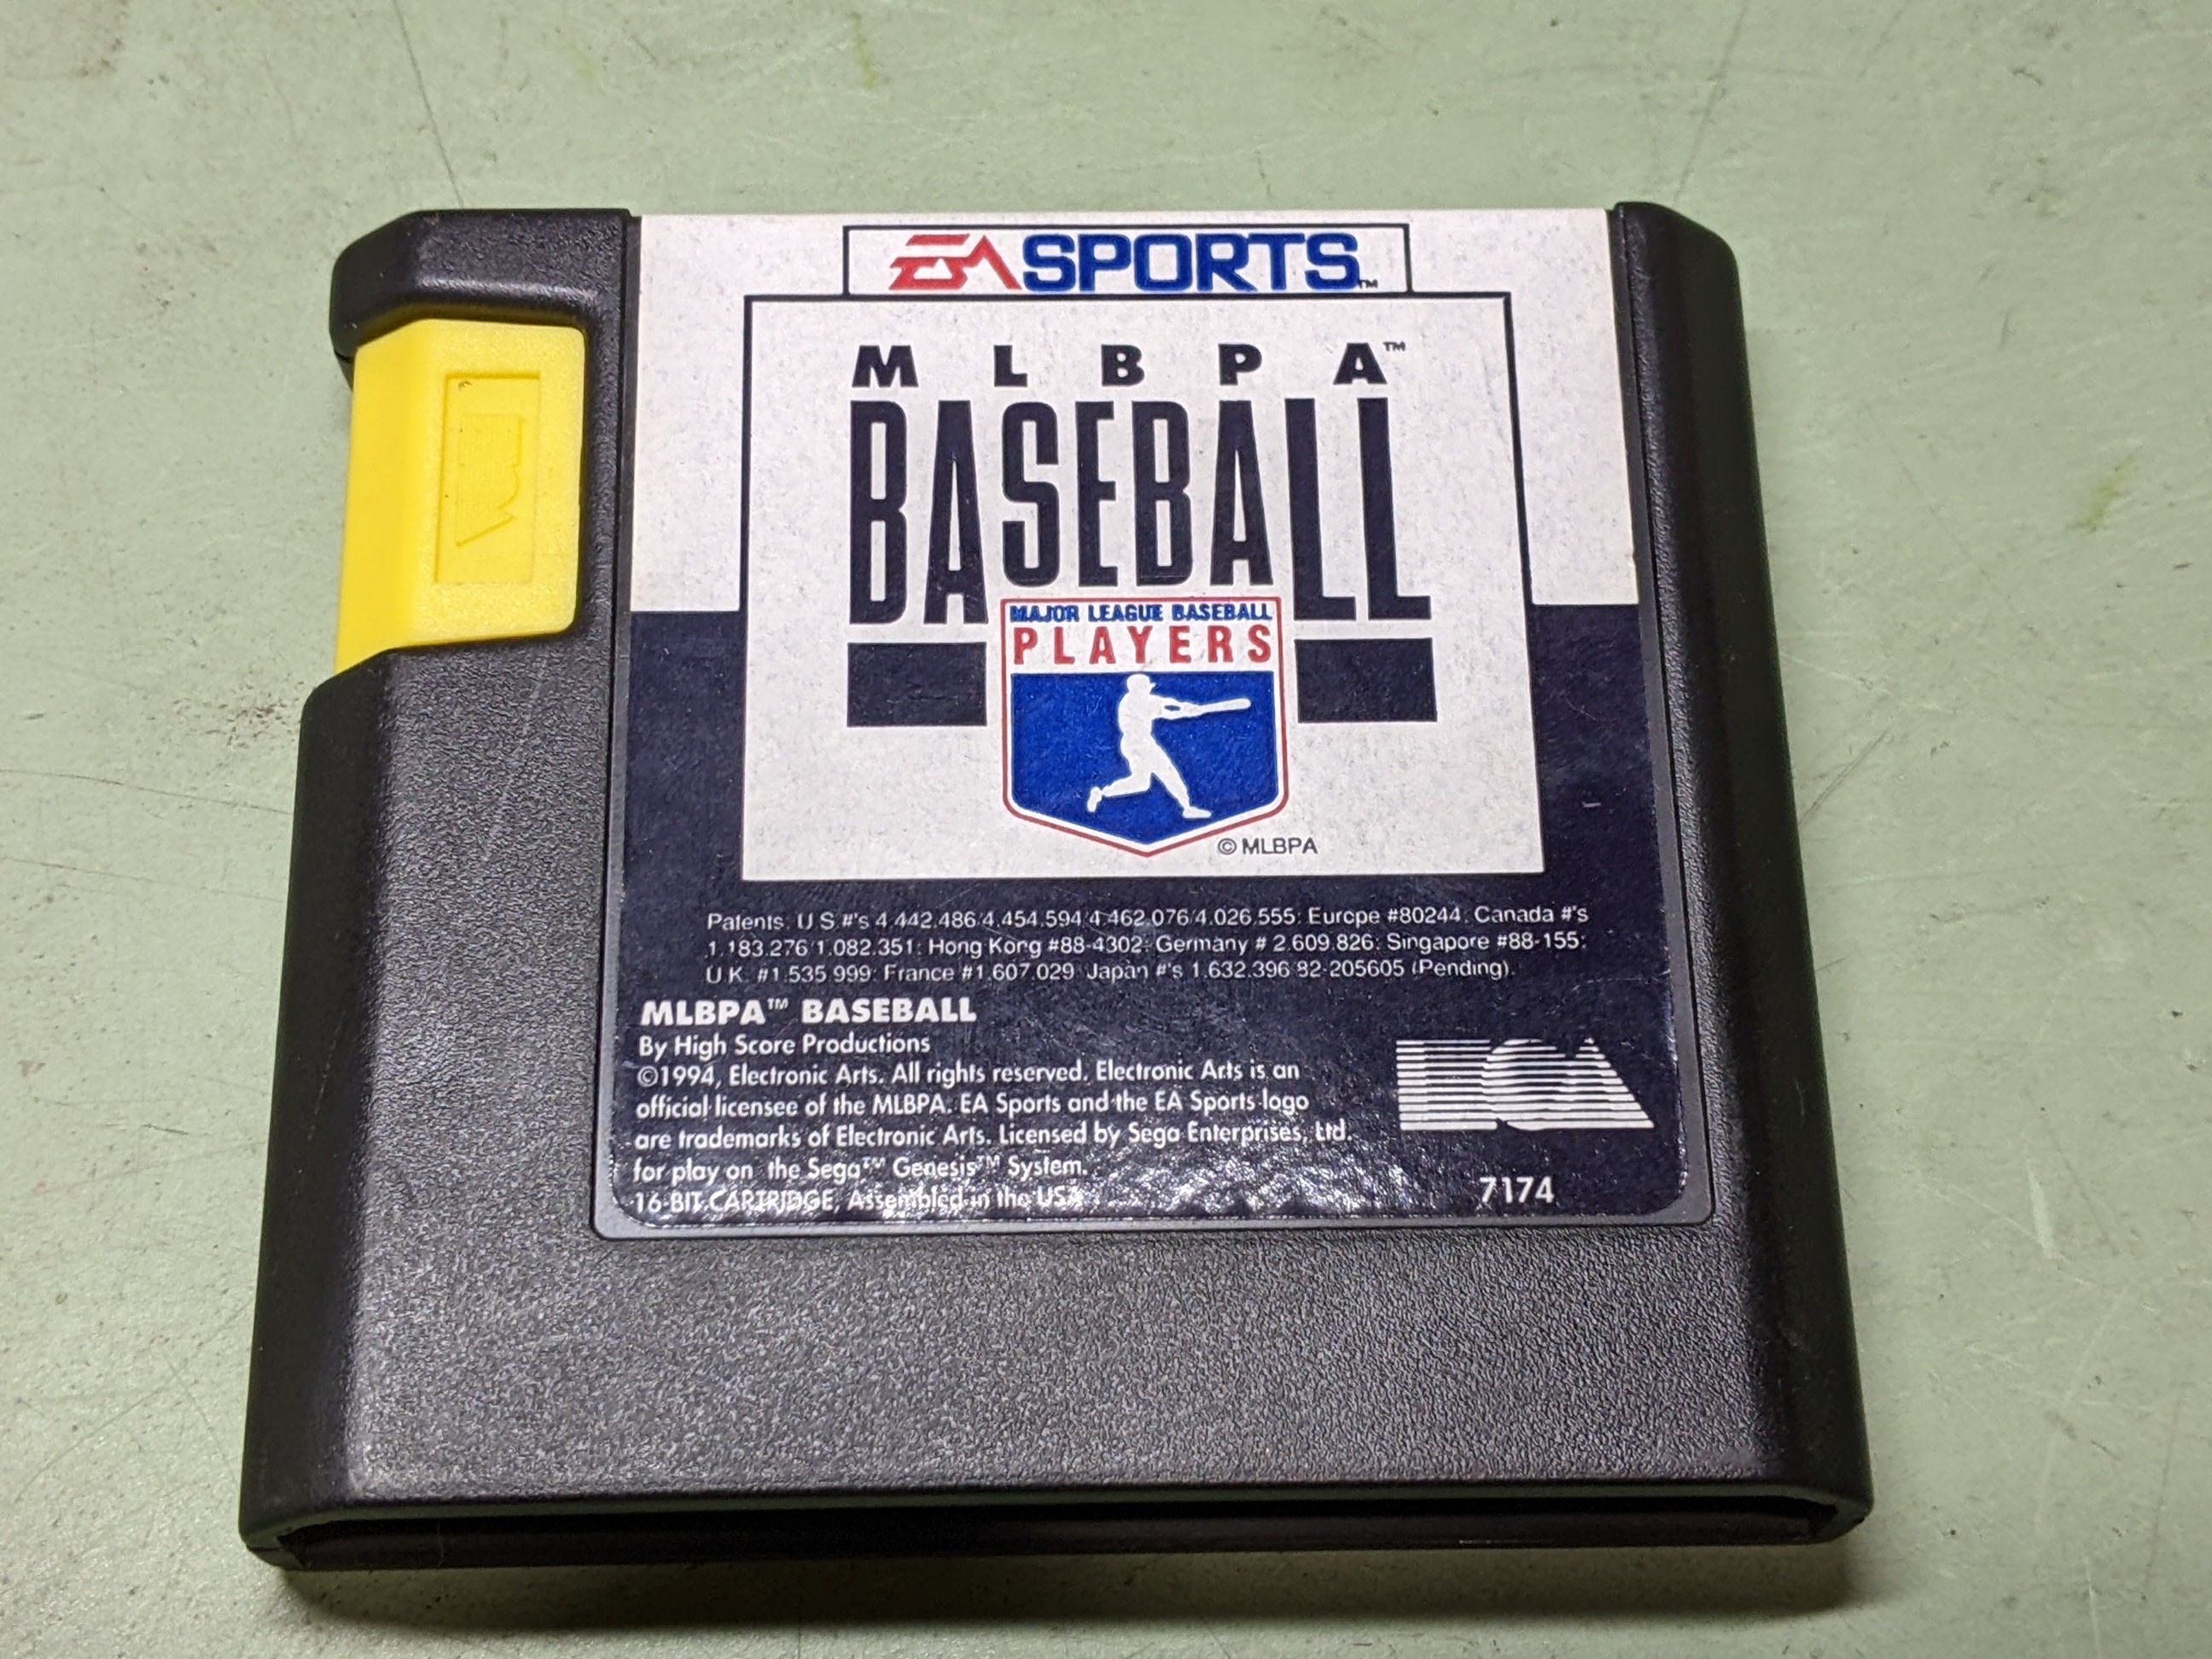 EA SPORTS™
MLBPA™
BASEBALL
MAJOR LEAGUE BASEBALL
PLAYERS
© MLBPA
Patents: U S #'s 4.442.486/4.454.594/4.462.076/4.026.555: Europe #80244. Canada #'s
1.183.276/1.082.351: Hong Kong #88-4302: Germany # 2.609.826: Singapore #88-155:
U.K. #1.535.999: France #1.607.029 Japan #'s 1.632.396/82-205605 (Pending).
MLBPA™ BASEBALL
By High Score Productions
©1994, Electronic Arts. All rights reserved. Electronic Arts is an
official licensee of the MLBPA. EA Sports and the EA Sports logo
are trademarks of Electronic Arts. Licensed by Sega Enterprises, Ltd.
for play on the Sega™ Genesis™ System.
16-BIT CARTRIDGE, Assembled in the USA
EA
7174